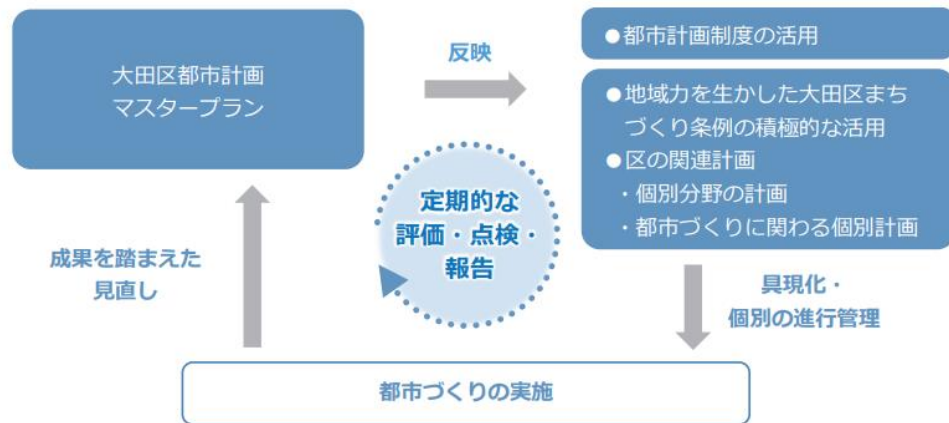 大田区都市計画
マスタープラン
反映
●都市計画制度の活用
●地域力を生かした大田区まち
づくり条例の積極的な活用
●区の関連計画
・個別分野の計画
・都市づくりに関わる個別計画
定期的な
評価・点検・
報告
成果を踏まえた
見直し
具現化・
個別の進行管理
都市づくりの実施